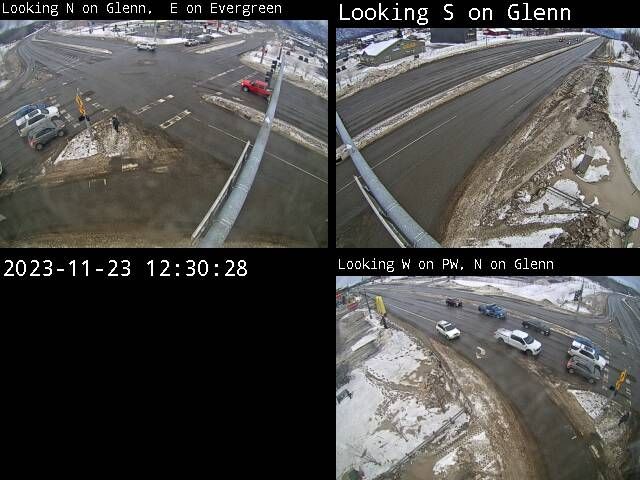 Looking N on Glenn,  E on Evergreen
Looking S on Glenn
2023-11-23 12:30:28
Looking W on PW, N on Glenn